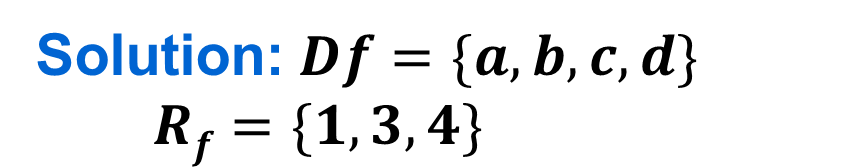 Solution: Df = {a, b, c, d}
R_f = {1, 3, 4}